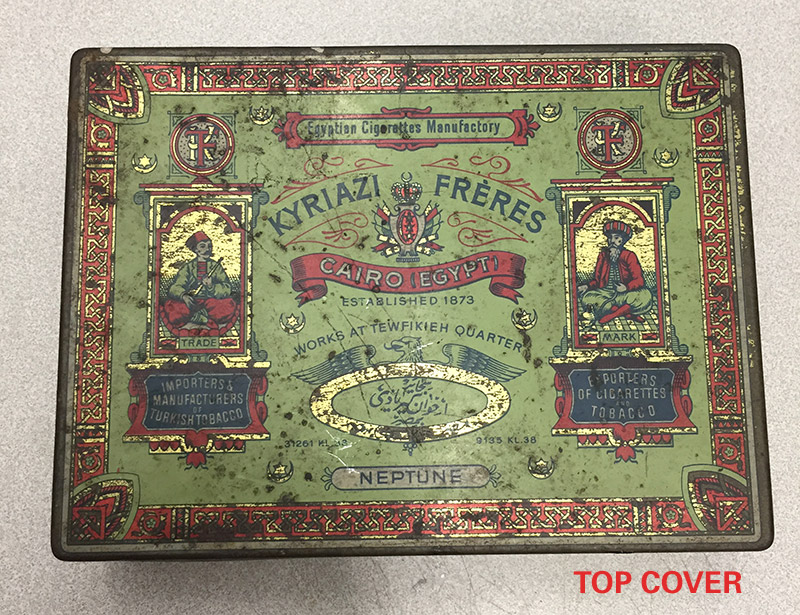 Egyptian Cigarettes Manufactory
KYRIAZI FRÈRES
CAIRO (EGYPT)
ESTABLISHED 1873
WORKS AT TEWFIKIEH QUARTER
TRADE
MARK
IMPORTERS &
MANUFACTURERS
OF
TURKISH TOBACCO
EXPORTERS
OF CIGARETTES
AND
TOBACCO
31261 KL.38
9135 KL.38
NEPTUNE
TOP COVER